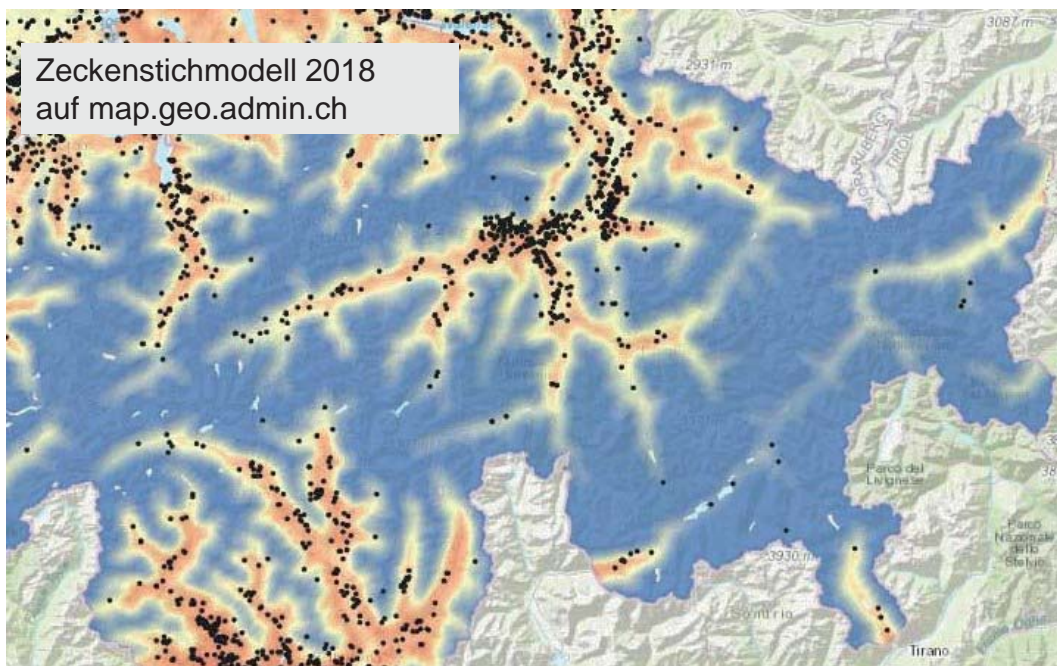 Zeckenstichmodell 2018
auf map.geo.admin.ch
3087 m
2931 m
TIROL
Parco del
Livignese
Parco
Nazionale
dello
Stelvio
3930 m
Sondrio
Tirano